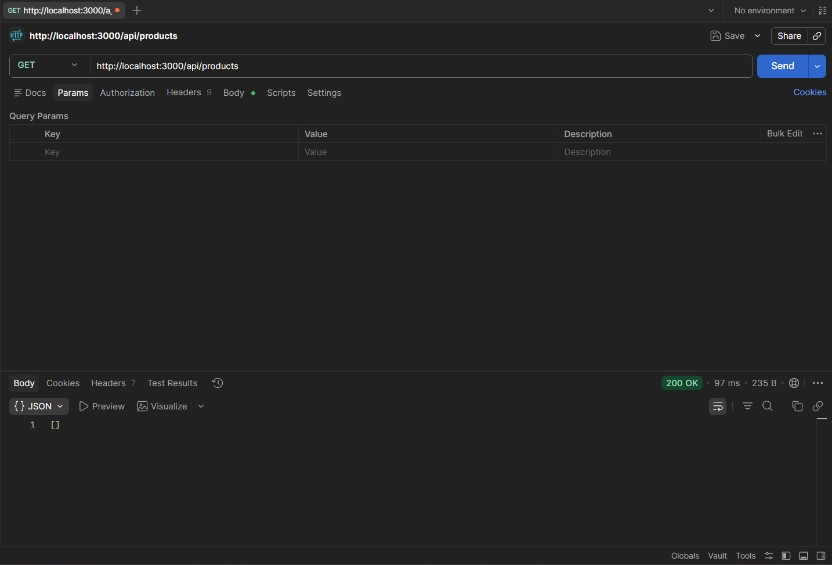 GET http://localhost:3000/a
No environment
HTTP http://localhost:3000/api/products
Save Share
GET http://localhost:3000/api/products Send
Docs Params Authorization Headers 9 Body Scripts Settings Cookies
Query Params
Key Value Description Bulk Edit
Key Value Description
Body Cookies Headers 7 Test Results 200 OK • 97 ms • 235 B
{ } JSON Preview Visualize
1 []
Globals Vault Tools